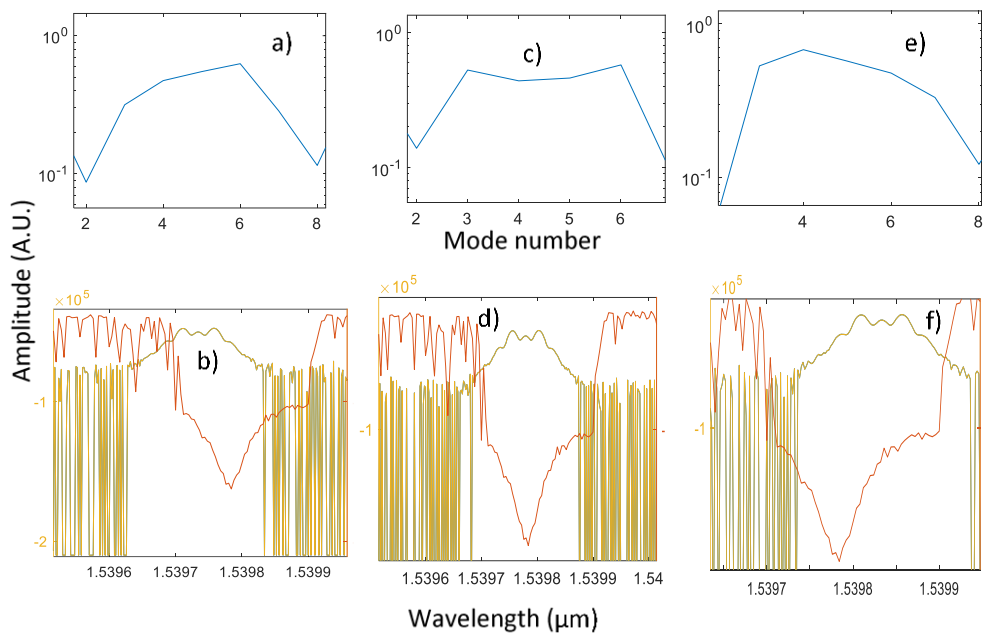 a)
10⁰
10⁻¹
2 4 6 8
c)
10⁰
10⁻¹
2 3 4 5 6
e)
10⁰
10⁻¹
4 6 8
Mode number
Amplitude (A.U.)
×10⁵
b)
-1
-2
1.5396 1.5397 1.5398 1.5399
×10⁵
d)
-1
1.5396 1.5397 1.5398 1.5399 1.54
×10⁵
f)
-1
1.5397 1.5398 1.5399
Wavelength (μm)